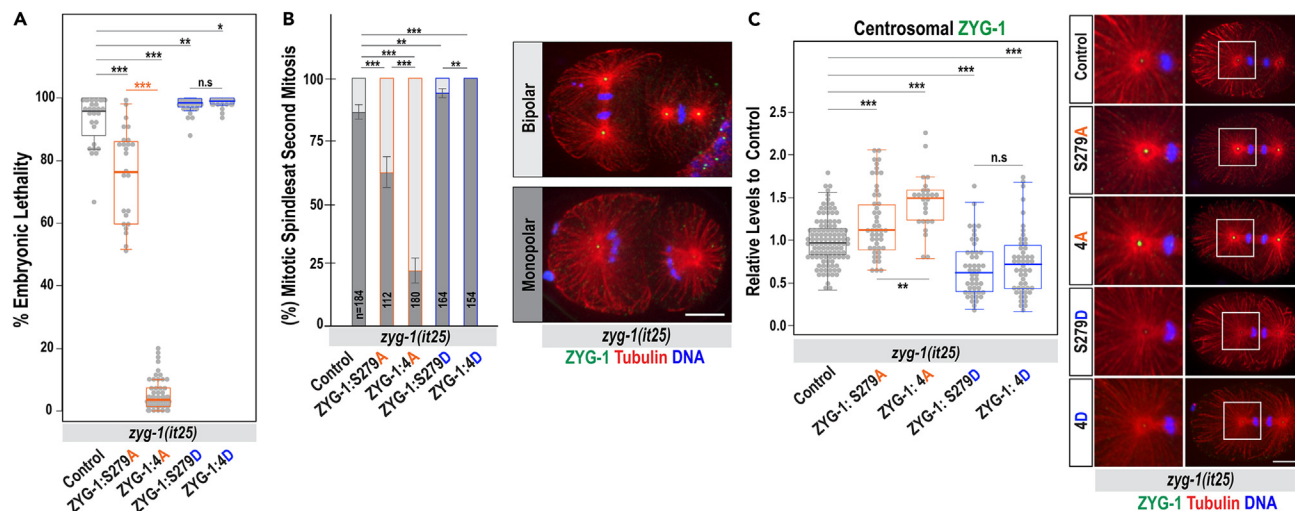 A
% Embryonic Lethality
100
80
60
40
20
0
***
***
***
**
*
n.s
zyg-1(it25)
Control
ZYG-1:S279A
ZYG-1:4A
ZYG-1:S279D
ZYG-1:4D
B
(%) Mitotic Spindlesat Second Mitosis
100
75
50
25
0
***
**
***
***
***
**
n=184
112
180
164
154
zyg-1(it25)
Control
ZYG-1:S279A
ZYG-1:4A
ZYG-1:S279D
ZYG-1:4D
Bipolar
Monopolar
zyg-1(it25)
ZYG-1 Tubulin DNA
C
Centrosomal ZYG-1
Relative Levels to Control
2.5
2.0
1.5
1.0
0.5
0.0
***
***
***
***
n.s
**
zyg-1(it25)
Control
ZYG-1: S279A
ZYG-1: 4A
ZYG-1: S279D
ZYG-1: 4D
Control
S279A
4A
S279D
4D
zyg-1(it25)
ZYG-1 Tubulin DNA